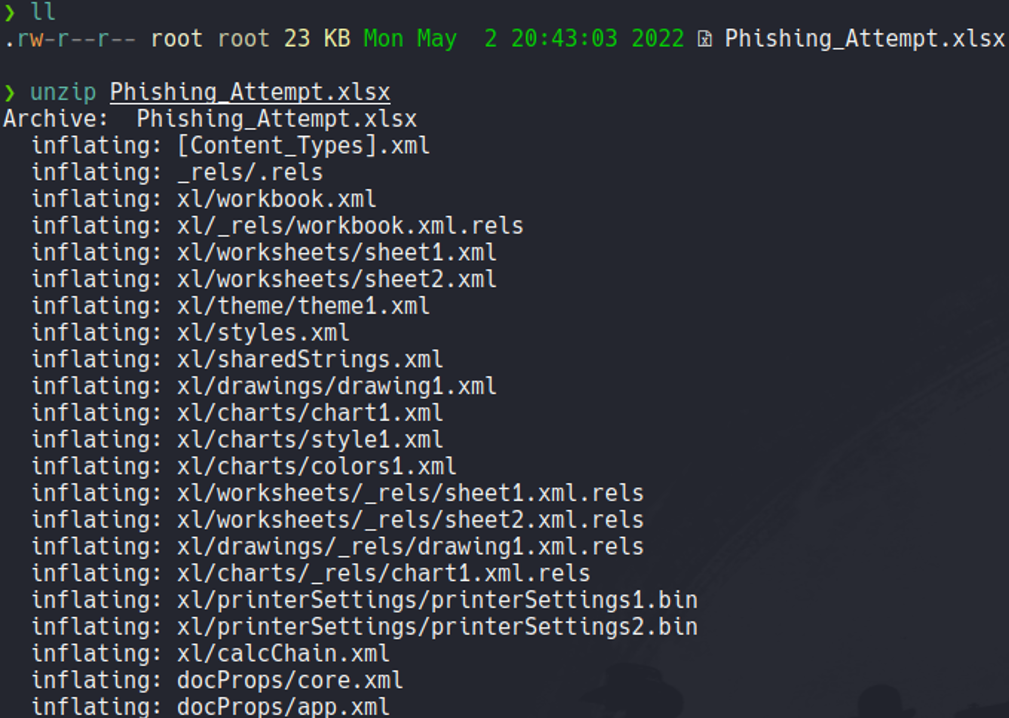 ❯ ll
.rw-r--r-- root root 23 KB Mon May  2 20:43:03 2022 Phishing_Attempt.xlsx
❯ unzip Phishing_Attempt.xlsx
Archive:  Phishing_Attempt.xlsx
  inflating: [Content_Types].xml
  inflating: _rels/.rels
  inflating: xl/workbook.xml
  inflating: xl/_rels/workbook.xml.rels
  inflating: xl/worksheets/sheet1.xml
  inflating: xl/worksheets/sheet2.xml
  inflating: xl/theme/theme1.xml
  inflating: xl/styles.xml
  inflating: xl/sharedStrings.xml
  inflating: xl/drawings/drawing1.xml
  inflating: xl/charts/chart1.xml
  inflating: xl/charts/style1.xml
  inflating: xl/charts/colors1.xml
  inflating: xl/worksheets/_rels/sheet1.xml.rels
  inflating: xl/worksheets/_rels/sheet2.xml.rels
  inflating: xl/drawings/_rels/drawing1.xml.rels
  inflating: xl/charts/_rels/chart1.xml.rels
  inflating: xl/printerSettings/printerSettings1.bin
  inflating: xl/printerSettings/printerSettings2.bin
  inflating: xl/calcChain.xml
  inflating: docProps/core.xml
  inflating: docProps/app.xml